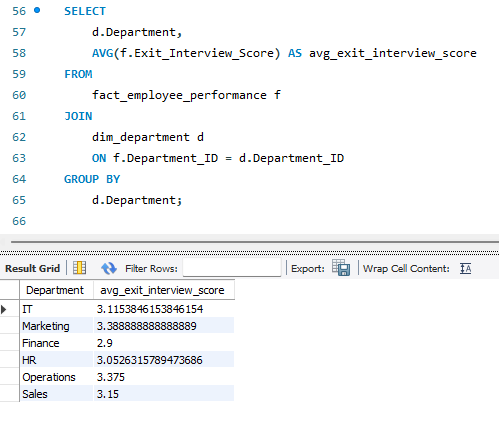 56 SELECT
57 d.Department,
58 AVG(f.Exit_Interview_Score) AS avg_exit_interview_score
59 FROM
60 fact_employee_performance f
61 JOIN
62 dim_department d
63 ON f.Department_ID = d.Department_ID
64 GROUP BY
65 d.Department;
66
Result Grid Filter Rows: Export: Wrap Cell Content:
Department avg_exit_interview_score
IT 3.1153846153846154
Marketing 3.388888888888889
Finance 2.9
HR 3.0526315789473686
Operations 3.375
Sales 3.15